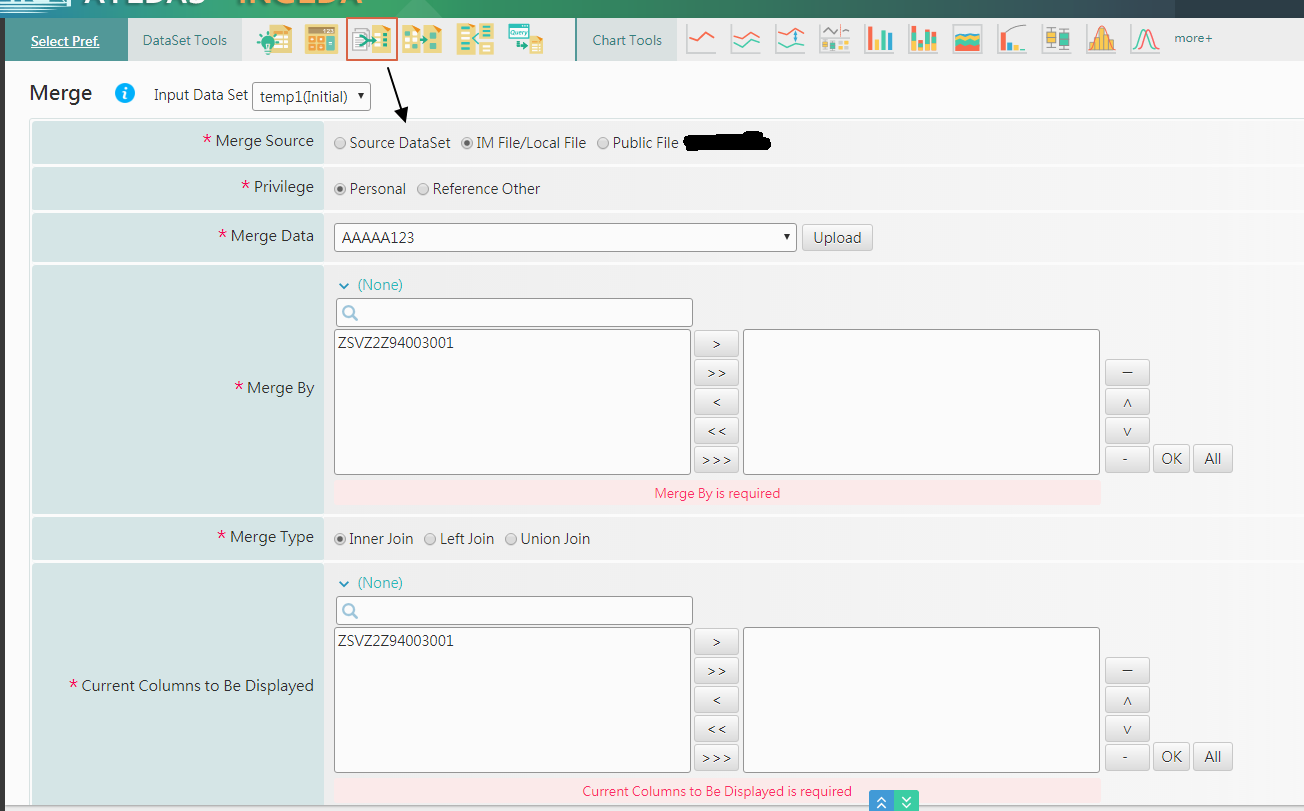 Select Pref.
DataSet Tools
Query
Chart Tools
more+
Merge
i
Input Data Set
temp1(Initial)
* Merge Source
Source DataSet
IM File/Local File
Public File
* Privilege
Personal
Reference Other
* Merge Data
AAAAA123
Upload
* Merge By
(None)
ZSVZ2Z94003001
>
>>
<
<<
>>>
—
∧
∨
-
OK
All
Merge By is required
* Merge Type
Inner Join
Left Join
Union Join
* Current Columns to Be Displayed
(None)
ZSVZ2Z94003001
>
>>
<
<<
>>>
—
∧
∨
-
OK
All
Current Columns to Be Displayed is required